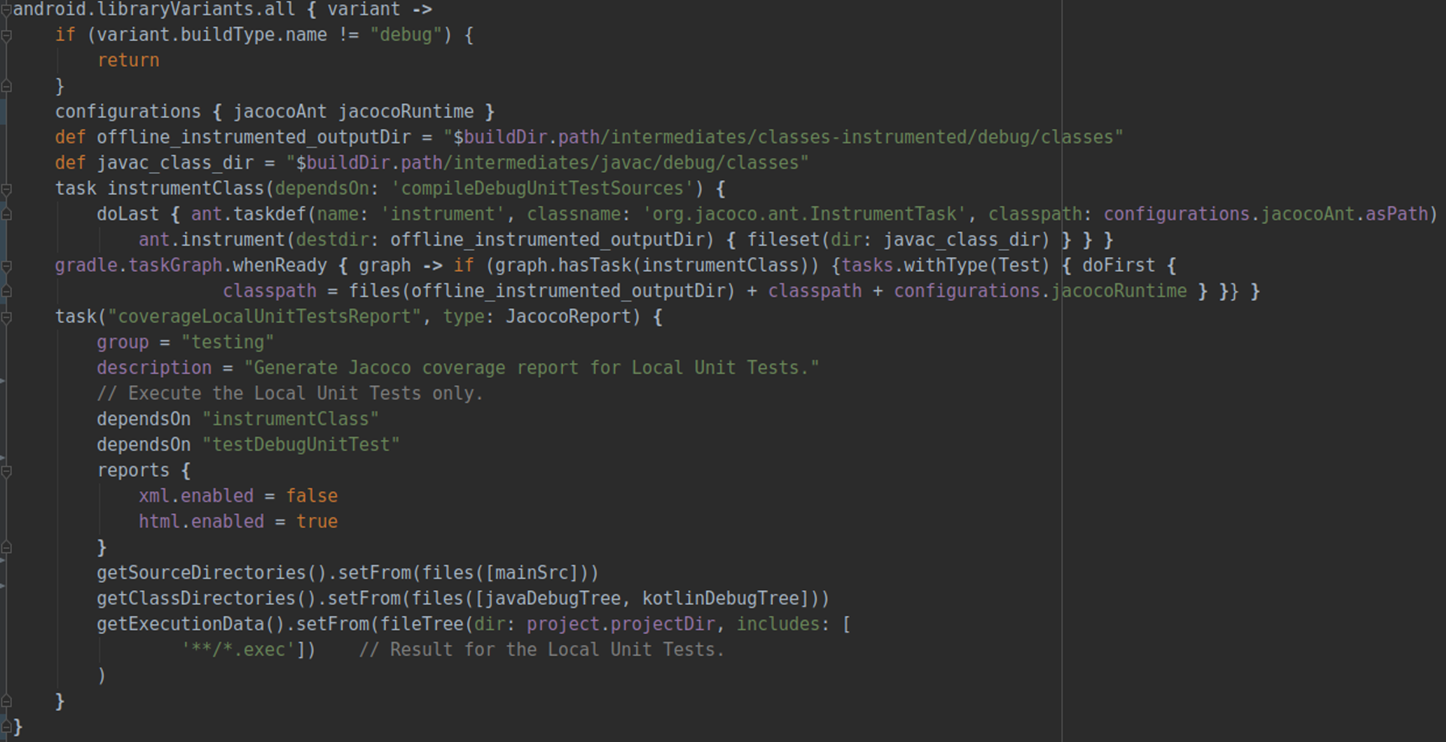 android.libraryVariants.all { variant ->
    if (variant.buildType.name != "debug") {
        return
    }
    configurations { jacocoAnt jacocoRuntime }
    def offline_instrumented_outputDir = "$buildDir.path/intermediates/classes-instrumented/debug/classes"
    def javac_class_dir = "$buildDir.path/intermediates/javac/debug/classes"
    task instrumentClass(dependsOn: 'compileDebugUnitTestSources') {
        doLast { ant.taskdef(name: 'instrument', classname: 'org.jacoco.ant.InstrumentTask', classpath: configurations.jacocoAnt.asPath)
            ant.instrument(destdir: offline_instrumented_outputDir) { fileset(dir: javac_class_dir) } } }
    gradle.taskGraph.whenReady { graph -> if (graph.hasTask(instrumentClass)) {tasks.withType(Test) { doFirst {
                    classpath = files(offline_instrumented_outputDir) + classpath + configurations.jacocoRuntime } }} }
    task("coverageLocalUnitTestsReport", type: JacocoReport) {
        group = "testing"
        description = "Generate Jacoco coverage report for Local Unit Tests."
        // Execute the Local Unit Tests only.
        dependsOn "instrumentClass"
        dependsOn "testDebugUnitTest"
        reports {
            xml.enabled = false
            html.enabled = true
        }
        getSourceDirectories().setFrom(files([mainSrc]))
        getClassDirectories().setFrom(files([javaDebugTree, kotlinDebugTree]))
        getExecutionData().setFrom(fileTree(dir: project.projectDir, includes: [
                '**/*.exec'])    // Result for the Local Unit Tests.
        )
    }
}